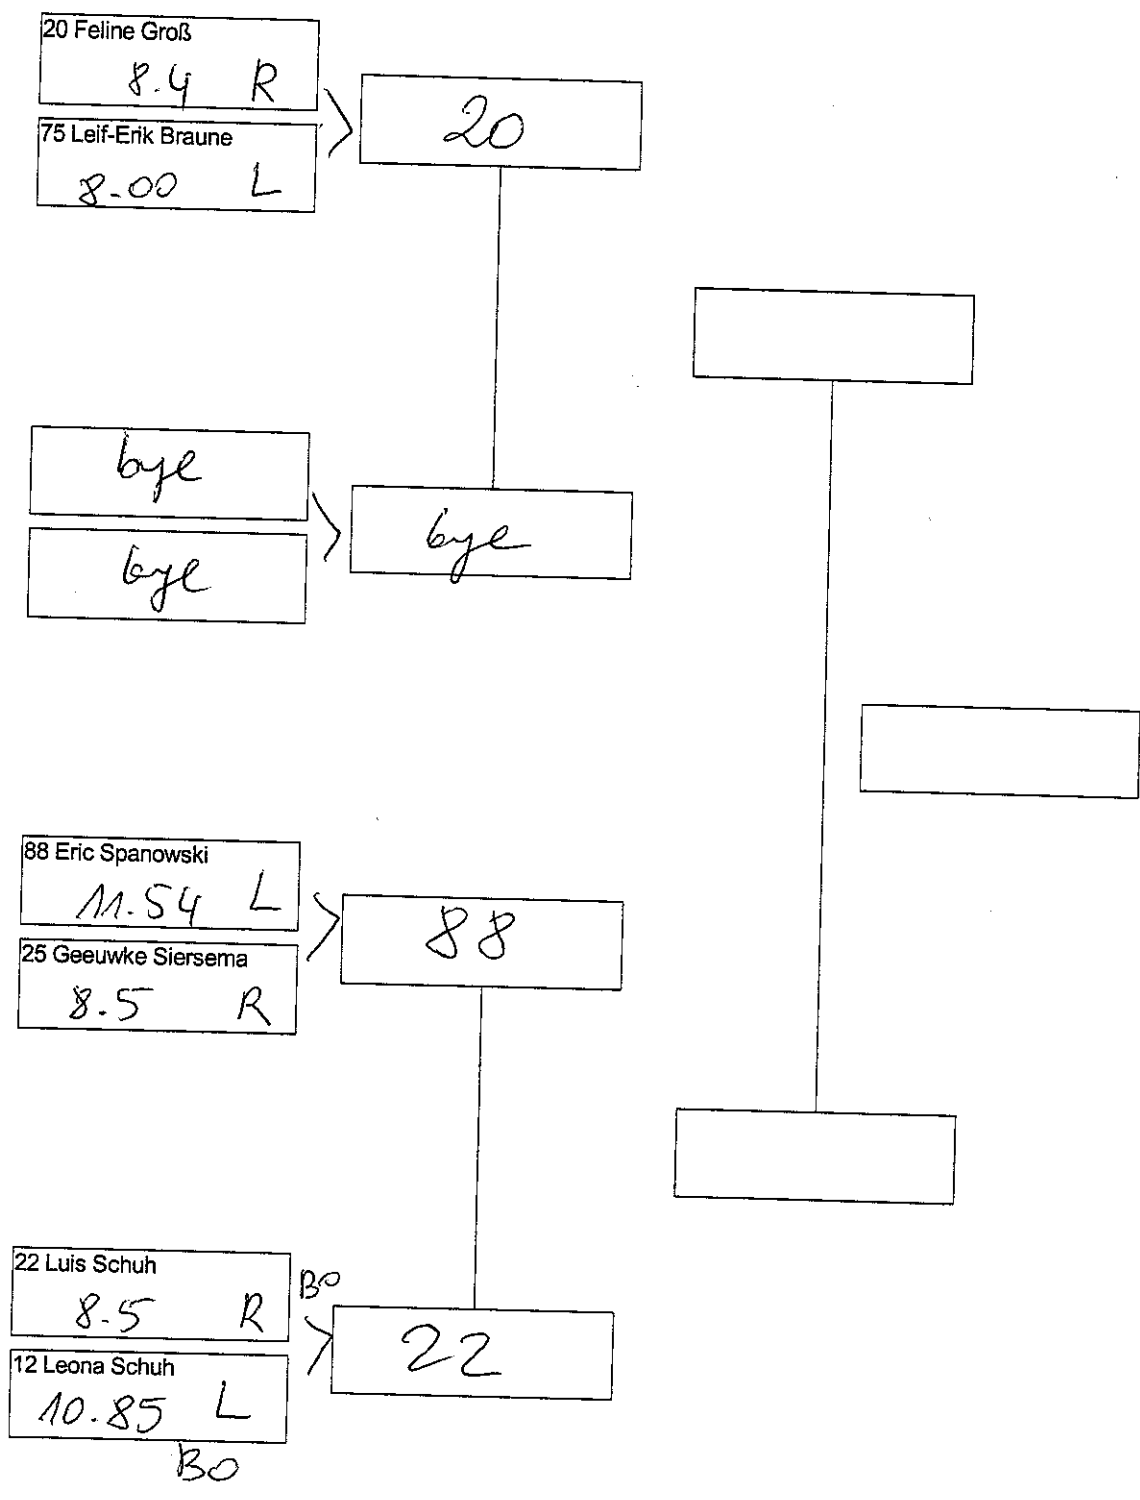 20 Feline Groß
8.4 R
20
75 Leif-Erik Braune
8.00 L
bye
bye
bye
88 Eric Spanowski
11.54 L
88
25 Geeuwke Siersema
8.5 R
22 Luis Schuh
BO
8.5 R
22
12 Leona Schuh
10.85 L
BO